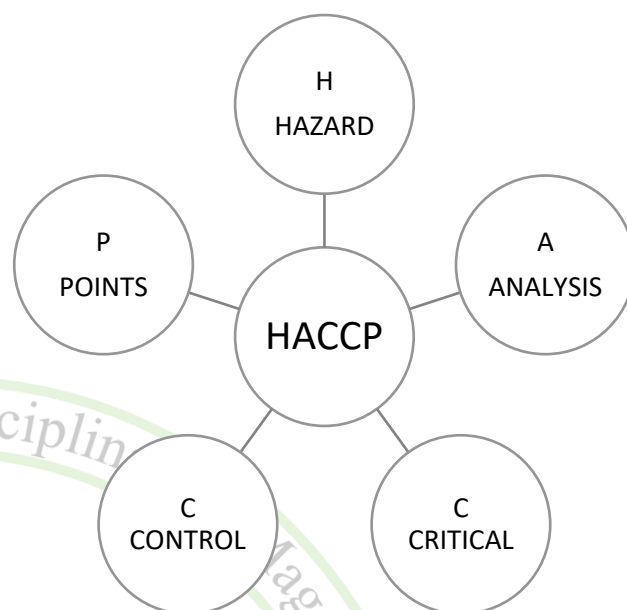 H
HAZARD
A
ANALYSIS
C
CRITICAL
C
CONTROL
P
POINTS
HACCP